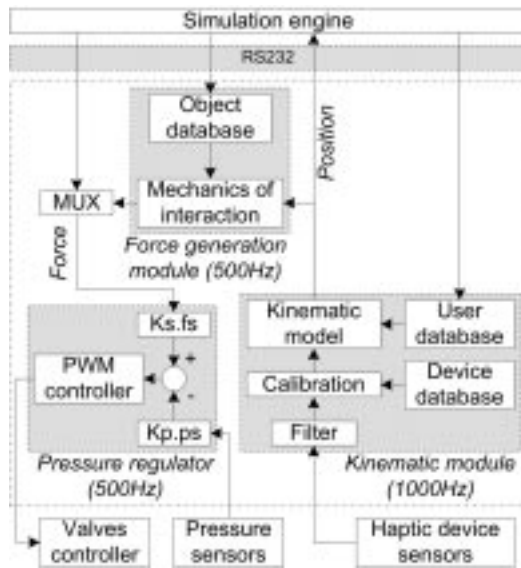 Simulation engine
RS232
Object
database
Mechanics of
interaction
MUX
Position
Force
Force generation
module (500Hz)
Ks.fs
Kinematic
model
User
database
PWM
controller
+
-
Calibration
Device
database
Kp.ps
Filter
Pressure regulator
(500Hz)
Kinematic module
(1000Hz)
Valves
controller
Pressure
sensors
Haptic device
sensors